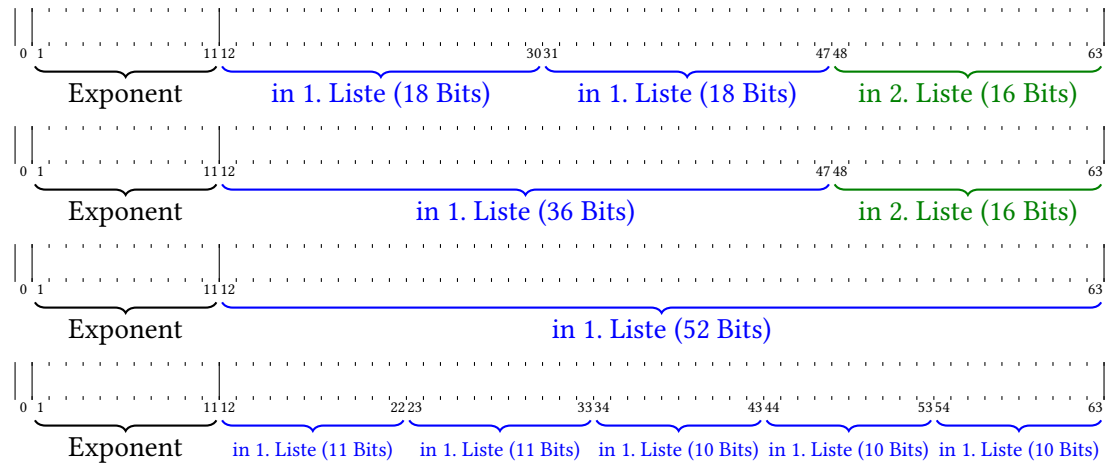 0 1 11 12 30 31 47 48 63
Exponent in 1. Liste (18 Bits) in 1. Liste (18 Bits) in 2. Liste (16 Bits)
0 1 11 12 47 48 63
Exponent in 1. Liste (36 Bits) in 2. Liste (16 Bits)
0 1 11 12 63
Exponent in 1. Liste (52 Bits)
0 1 11 12 22 23 33 34 43 44 53 54 63
Exponent in 1. Liste (11 Bits) in 1. Liste (11 Bits) in 1. Liste (10 Bits) in 1. Liste (10 Bits) in 1. Liste (10 Bits)